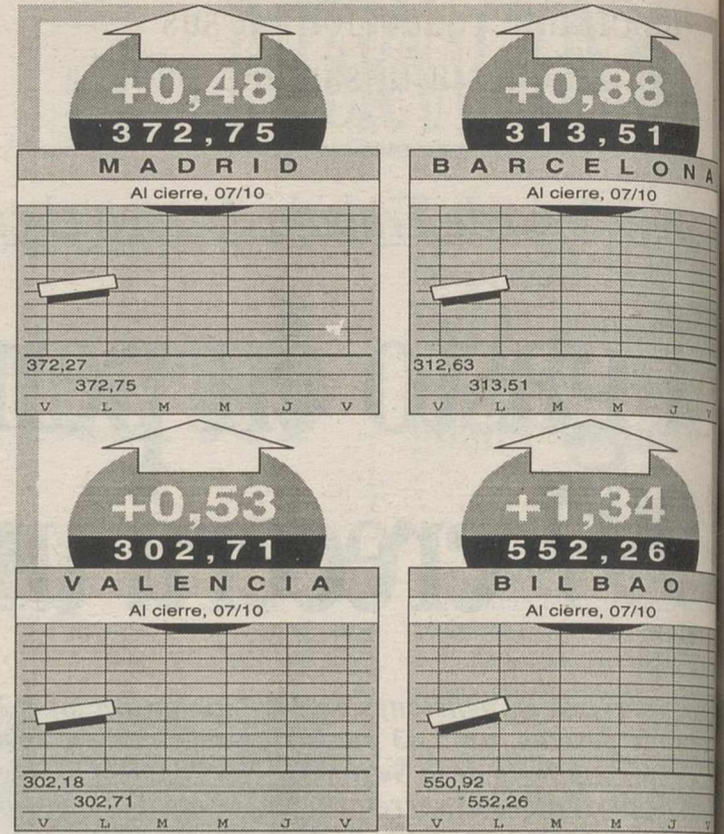 +0,48
372,75
MADRID
Al cierre, 07/10
372,27
372,75
V L M M J V
+0,88
313,51
BARCELONA
Al cierre, 07/10
312,63
313,51
V L M M J V
+0,53
302,71
VALENCIA
Al cierre, 07/10
302,18
302,71
V L M M J V
+1,34
552,26
BILBAO
Al cierre, 07/10
550,92
552,26
V L M M J V